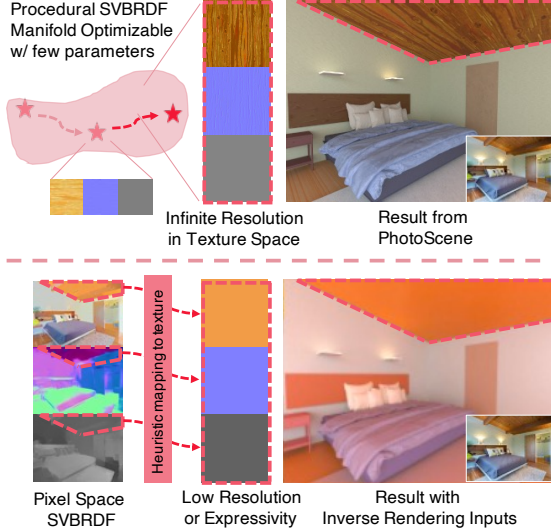 Procedural SVBRDF
Manifold Optimizable
w/ few parameters
Infinite Resolution
in Texture Space
Result from
PhotoScene
Heuristic mapping to texture
Pixel Space
SVBRDF
Low Resolution
or Expressivity
Result with
Inverse Rendering Inputs